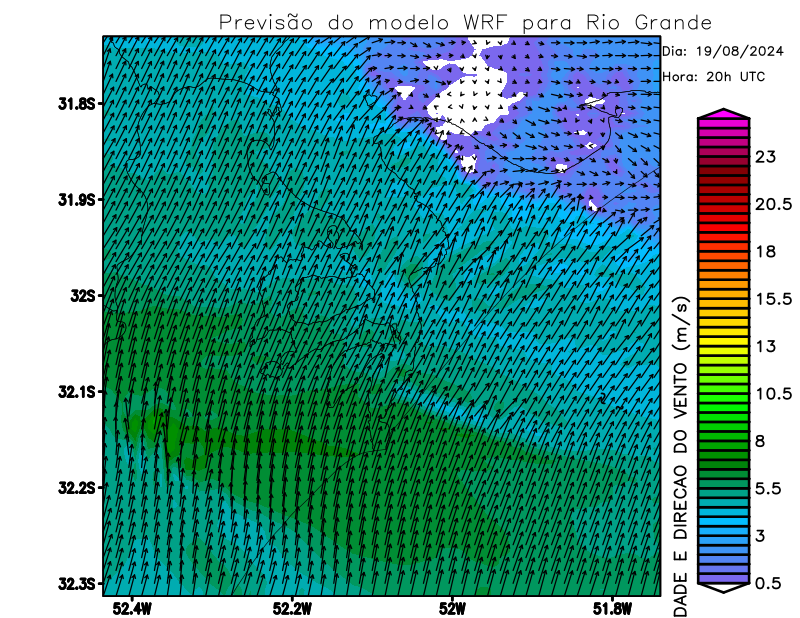 Previsão do modelo WRF para Rio Grande
Dia: 19/08/2024
Hora: 20h UTC
31.8S
31.9S
32S
32.1S
32.2S
32.3S
52.4W
52.2W
52W
51.8W
23
20.5
18
15.5
13
10.5
8
5.5
3
0.5
DADE E DIRECAO DO VENTO (m/s)